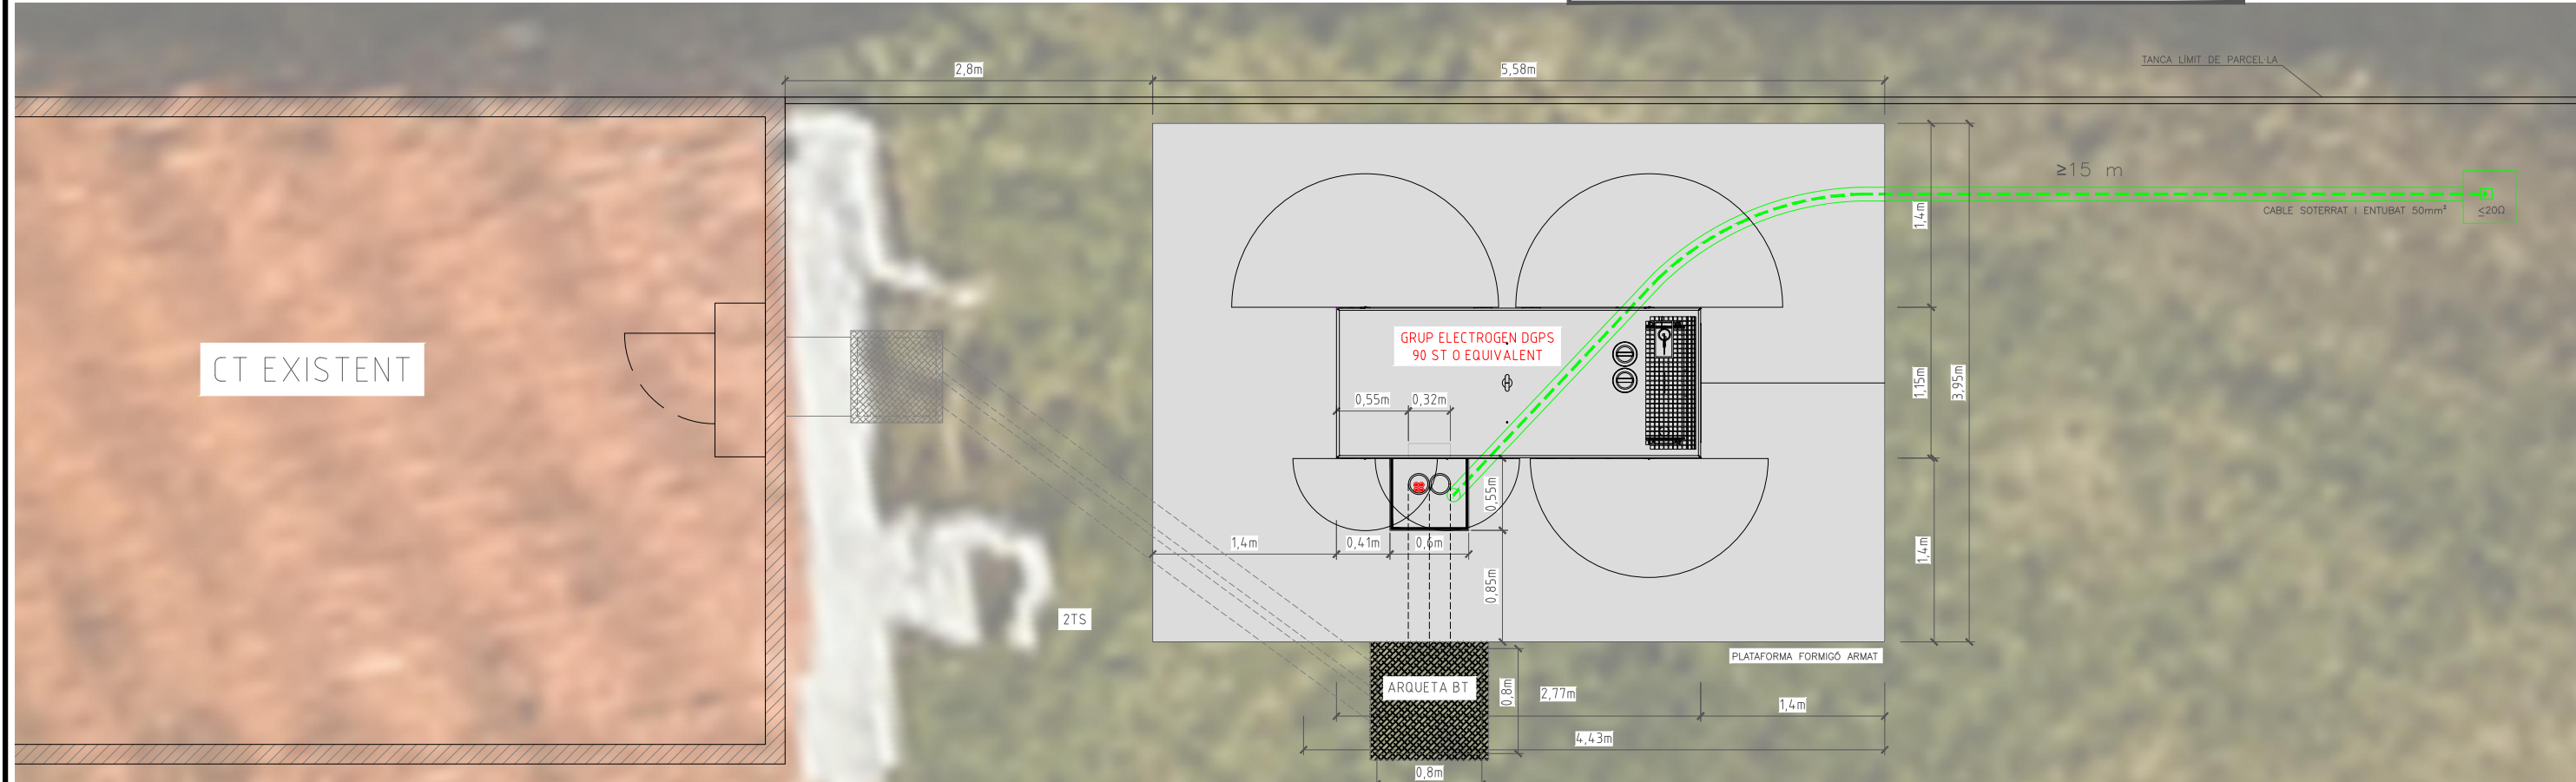 2,8m
5,58m
TANCA LÍMIT DE PARCEL·LA
≥15 m
CABLE SOTERRAT I ENTUBAT 50mm²
≤20Ω
1,4m
CT EXISTENT
GRUP ELECTROGEN DGPS
90 ST O EQUIVALENT
1,15m
3,95m
0,55m
0,32m
0,55m
1,4m
0,41m
0,6m
1,4m
0,85m
2TS
PLATAFORMA FORMIGÓ ARMAT
ARQUETA BT
0,8m
2,77m
1,4m
4,43m
0,8m